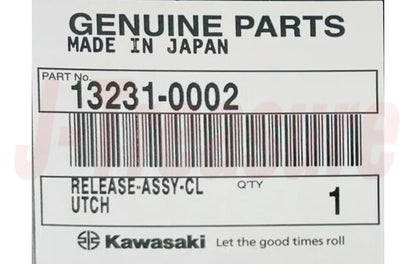 GENUINE PARTS
MADE IN JAPAN
PART No.
13231-0002
RELEASE-ASSY-CL
UTCH
Q'TY
1
Kawasaki Let the good times roll